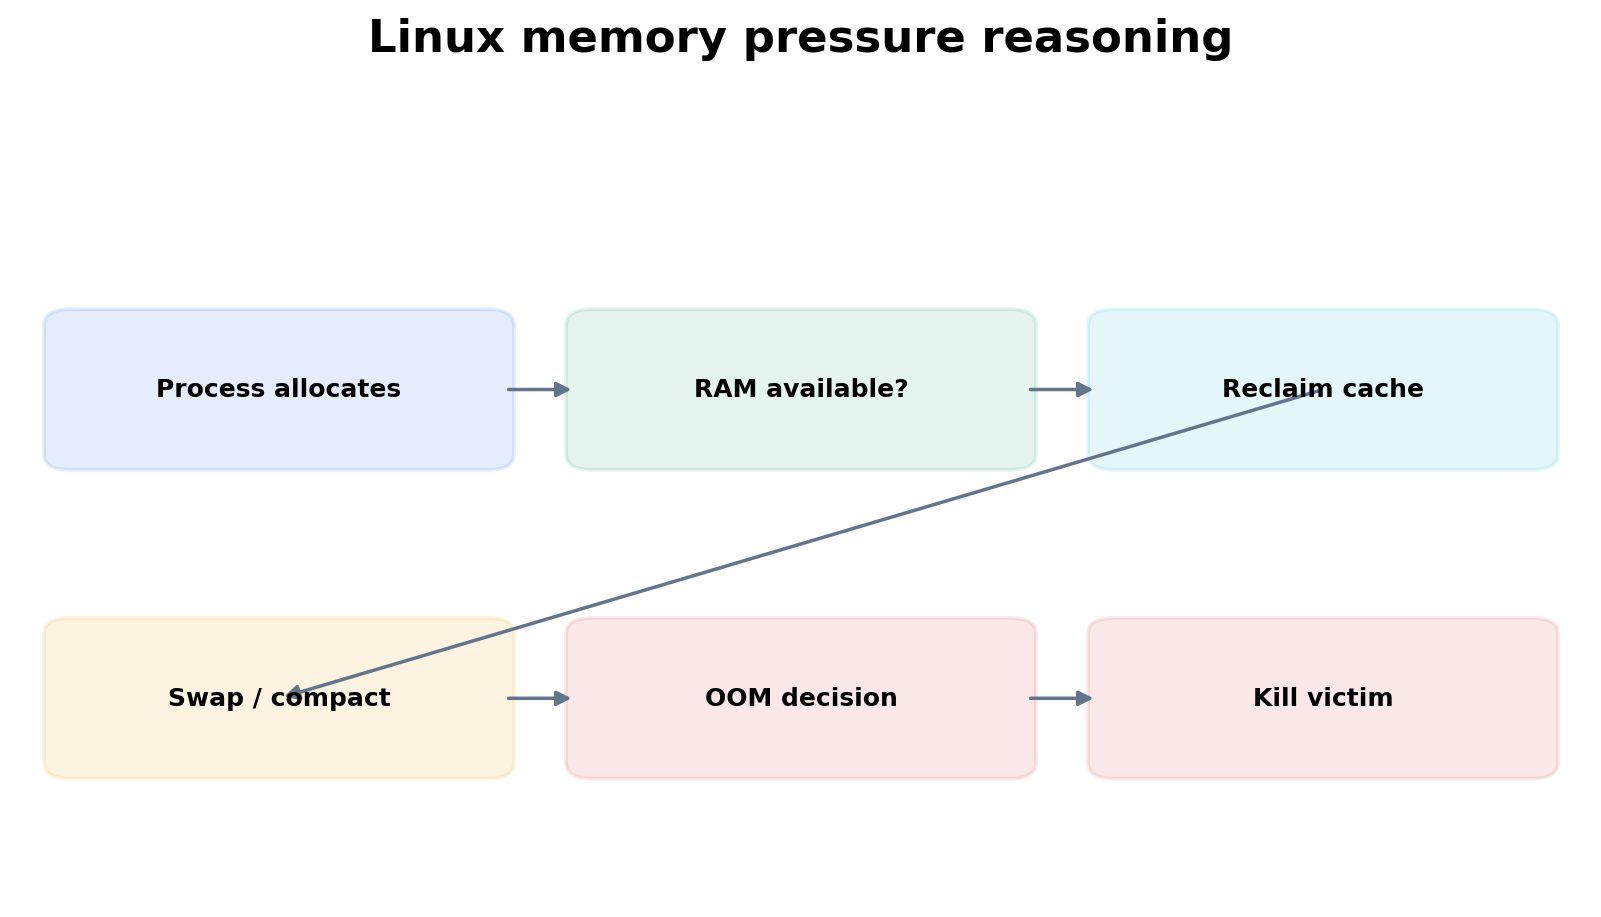 Linux memory pressure reasoning
Process allocates
RAM available?
Reclaim cache
Swap / compact
OOM decision
Kill victim